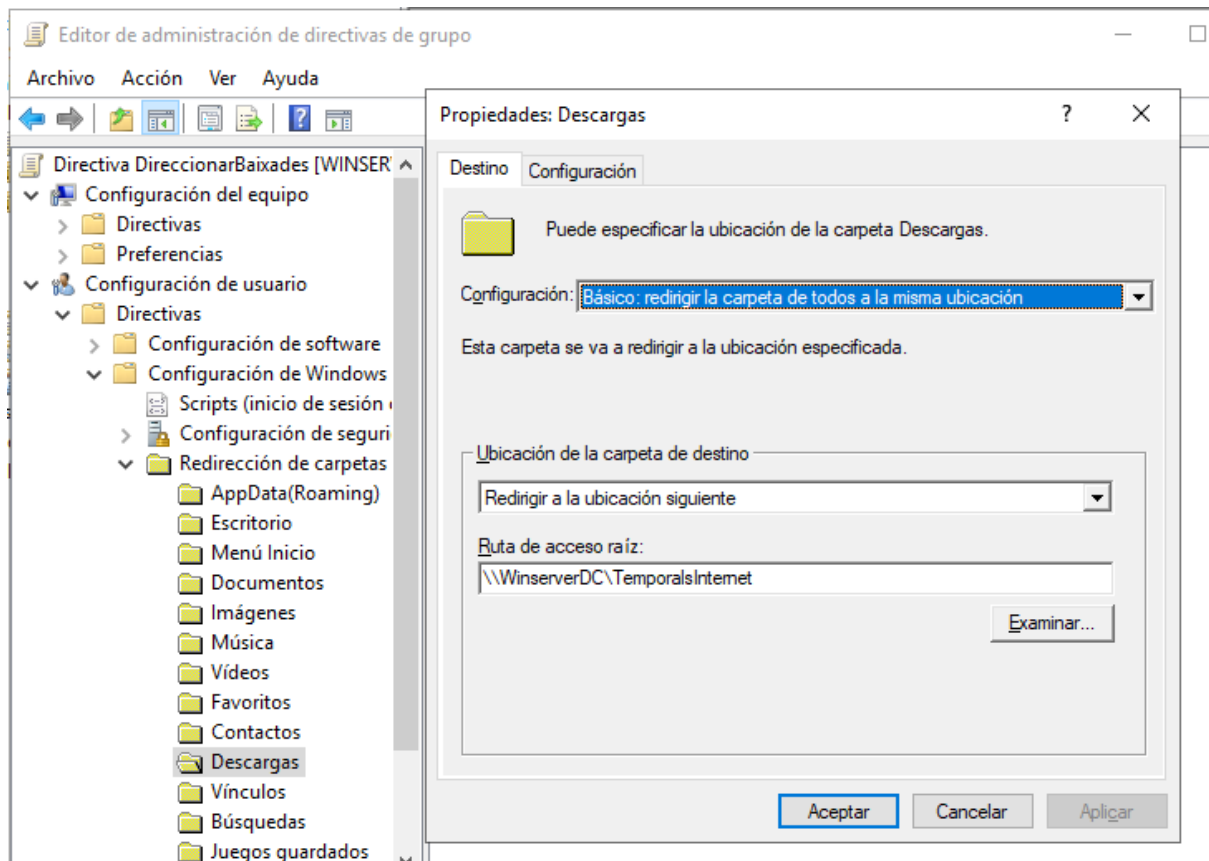 Editor de administración de directivas de grupo
Archivo Acción Ver Ayuda
Directiva DireccionarBaixades [WINSER
Configuración del equipo
Directivas
Preferencias
Configuración de usuario
Directivas
Configuración de software
Configuración de Windows
Scripts (inicio de sesión
Configuración de seguri
Redirección de carpetas
AppData(Roaming)
Escritorio
Menú Inicio
Documentos
Imágenes
Música
Vídeos
Favoritos
Contactos
Descargas
Vínculos
Búsquedas
Juegos guardados
Propiedades: Descargas
Destino Configuración
Puede especificar la ubicación de la carpeta Descargas.
Configuración: Básico: redirigir la carpeta de todos a la misma ubicación
Esta carpeta se va a redirigir a la ubicación especificada.
Ubicación de la carpeta de destino
Redirigir a la ubicación siguiente
Ruta de acceso raíz:
\\WinserverDC\TemporalsInternet
Examinar...
Aceptar Cancelar Aplicar